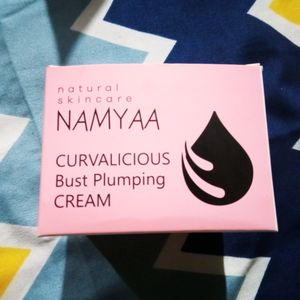 natural
skincare
NAMYAA
CURVALICIOUS
Bust Plumping
CREAM